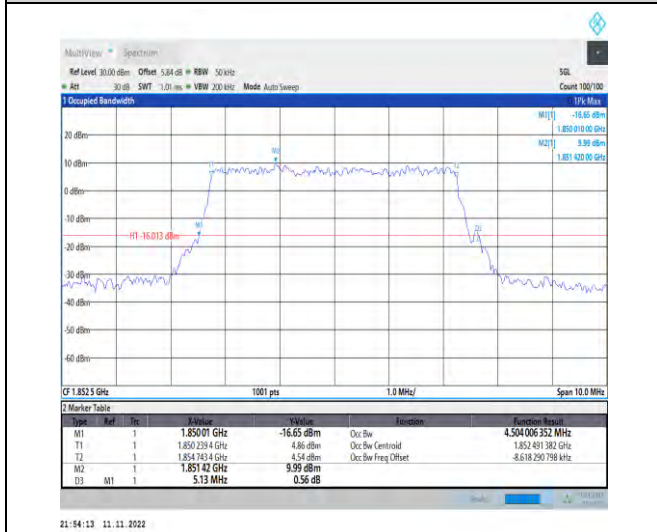 MultiView Spectrum
Ref Level 30.00 dBm Offset 5.84 dB RBW 50 kHz SGL
Att 30 dB SWT 1.01 ms VBW 200 kHz Mode Auto Sweep Count 100/100
1 Occupied Bandwidth 1Pk Max
M1[1] -16.65 dBm
1.850 010 00 GHz
20 dBm
M2[1] 9.99 dBm
1.851 420 00 GHz
M2
10 dBm
T1 T2
0 dBm
-10 dBm
M1 D3
H1 -16.013 dBm
-20 dBm
-30 dBm
-40 dBm
-50 dBm
-60 dBm
CF 1.852 5 GHz 1001 pts 1.0 MHz/ Span 10.0 MHz
2 Marker Table
Type Ref Trc X-Value Y-Value Function Function Result
M1 1 1.85001 GHz -16.65 dBm Occ Bw 4.504 006 352 MHz
T1 1 1.850 239 4 GHz 4.86 dBm Occ Bw Centroid 1.852 491 382 GHz
T2 1 1.854 743 4 GHz 4.54 dBm Occ Bw Freq Offset -8.618 290 798 kHz
M2 1 1.851 42 GHz 9.99 dBm
D3 M1 1 5.13 MHz 0.56 dB
21:54:13 11.11.2022